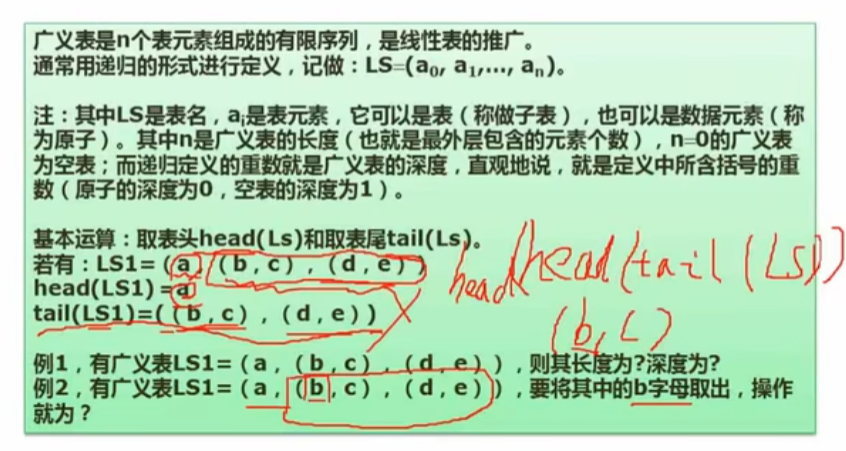 广义表是n个表元素组成的有限序列，是线性表的推广。
通常用递归的形式进行定义，记做：LS=(a₀, a₁,..., aₙ)。
注：其中LS是表名，aᵢ是表元素，它可以是表（称做子表），也可以是数据元素（称
为原子）。其中n是广义表的长度（也就是最外层包含的元素个数），n=0的广义表
为空表；而递归定义的重数就是广义表的深度，直观地说，就是定义中所含括号的重
数（原子的深度为0，空表的深度为1）。
基本运算：取表头head(Ls)和取表尾tail(Ls)。
若有：LS1=（a，（b，c），（d，e））
head(LS1)=a
tail(LS1)=（（b，c），（d，e））
head(head(tail(LS))
(b,c)
例1，有广义表LS1=（a，（b，c），（d，e）），则其长度为?深度为?
例2，有广义表LS1=（a，（b，c），（d，e）），要将其中的b字母取出，操作
就为？